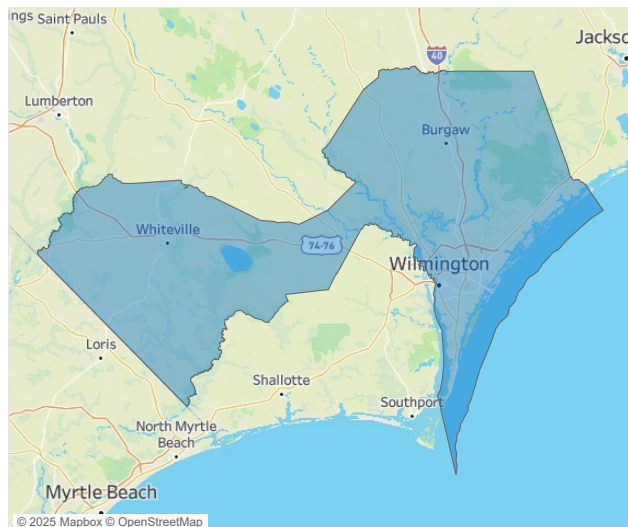 ngs
Saint Pauls
40
Jackso
Lumberton
Burgaw
Whiteville
74-76
Wilmington
Loris
Shallotte
Southport
North Myrtle
Beach
Myrtle Beach
© 2025 Mapbox © OpenStreetMap